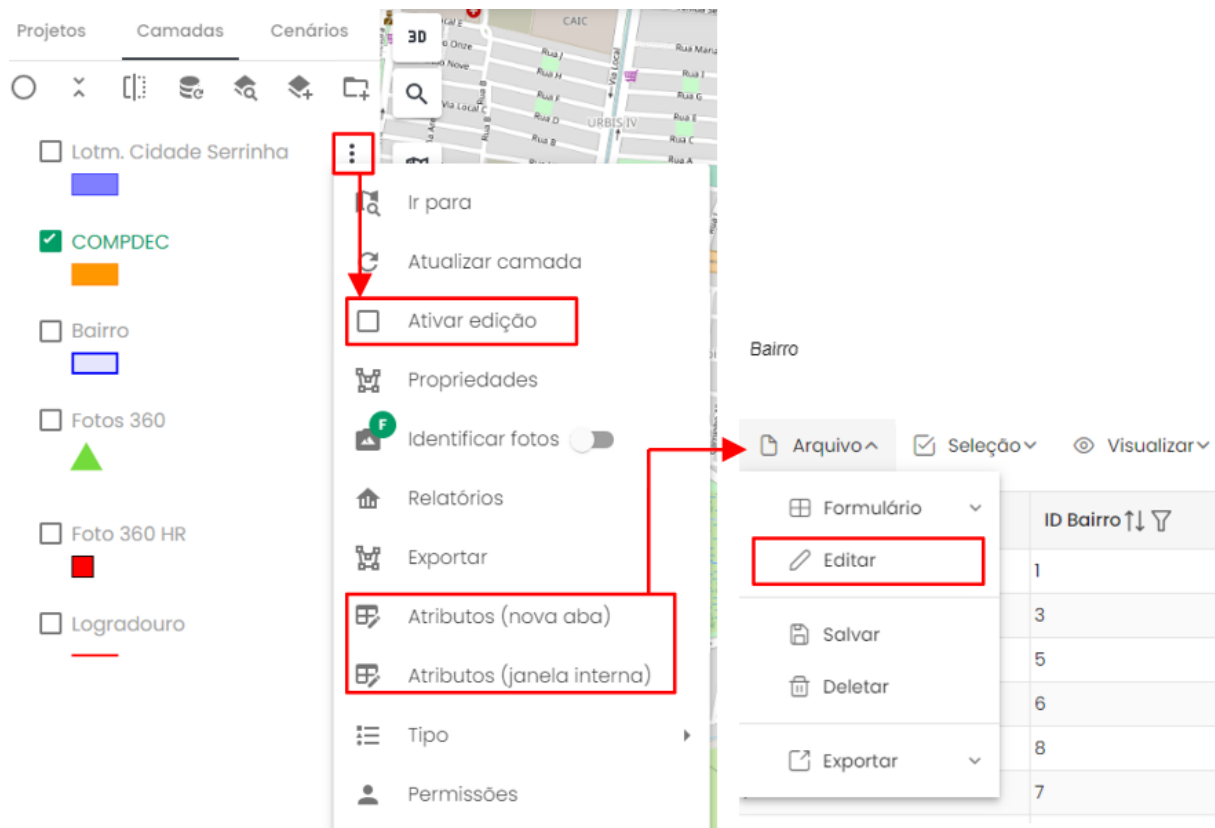 Projetos Camadas Cenários
Lotm. Cidade Serrinha
COMPDEC
Bairro
Fotos 360
Foto 360 HR
Logradouro
3D
CAIC
Rua J
Rua H
Rua F
Rua D
Rua B
Via Local
Rua I
Rua G
Rua E
Rua C
Rua A
URBIS IV
Ir para
Atualizar camada
Ativar edição
Propriedades
F
Identificar fotos
Relatórios
Exportar
Atributos (nova aba)
Atributos (janela interna)
Tipo
Permissões
Bairro
Arquivo Seleção Visualizar
Formulário
Editar
Salvar
Deletar
Exportar
ID Bairro
1
3
5
6
8
7